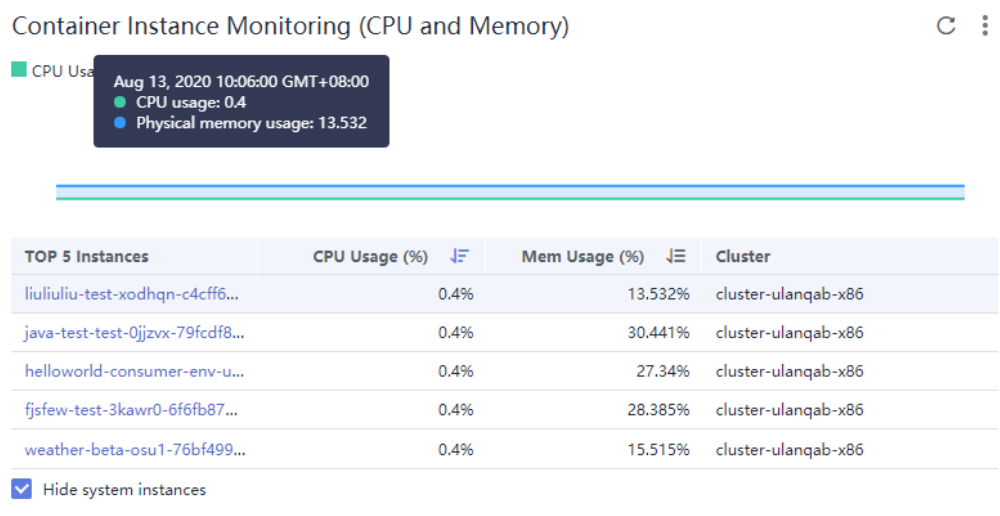 Container Instance Monitoring (CPU and Memory)
CPU Usa
Aug 13, 2020 10:06:00 GMT+08:00
CPU usage: 0.4
Physical memory usage: 13.532
TOP 5 Instances CPU Usage (%) Mem Usage (%) Cluster
liuliuliu-test-xodhqn-c4cff6... 0.4% 13.532% cluster-ulanqab-x86
java-test-test-0jjzvx-79fcdf8... 0.4% 30.441% cluster-ulanqab-x86
helloworld-consumer-env-u... 0.4% 27.34% cluster-ulanqab-x86
fjsfew-test-3kawr0-6f6fb87... 0.4% 28.385% cluster-ulanqab-x86
weather-beta-osu1-76bf499... 0.4% 15.515% cluster-ulanqab-x86
Hide system instances